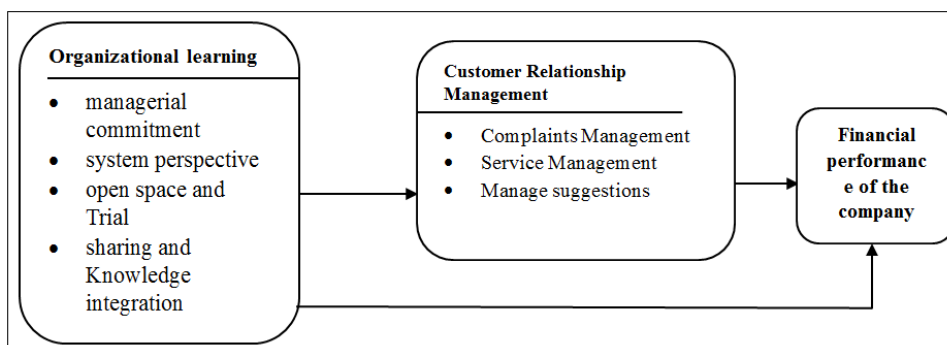 Organizational learning
• managerial
commitment
• system perspective
• open space and
Trial
• sharing and
Knowledge
integration
Customer Relationship
Management
• Complaints Management
• Service Management
• Manage suggestions
Financial
performanc
e of the
company